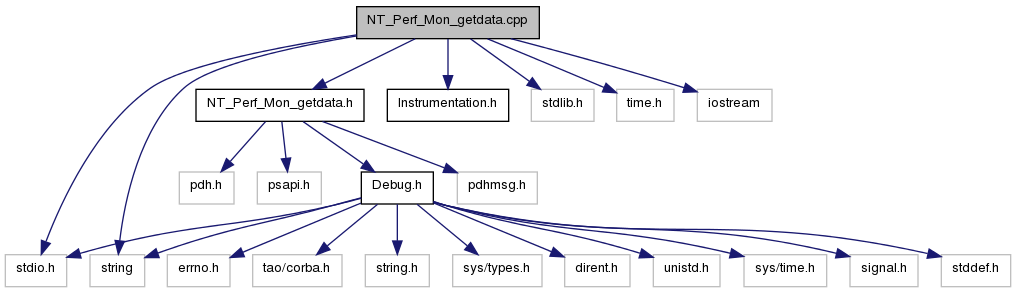 NT_Perf_Mon_getdata.cpp
NT_Perf_Mon_getdata.h
Instrumentation.h
stdlib.h
time.h
iostream
pdh.h
psapi.h
Debug.h
pdhmsg.h
stdio.h
string
errno.h
tao/corba.h
string.h
sys/types.h
dirent.h
unistd.h
sys/time.h
signal.h
stddef.h